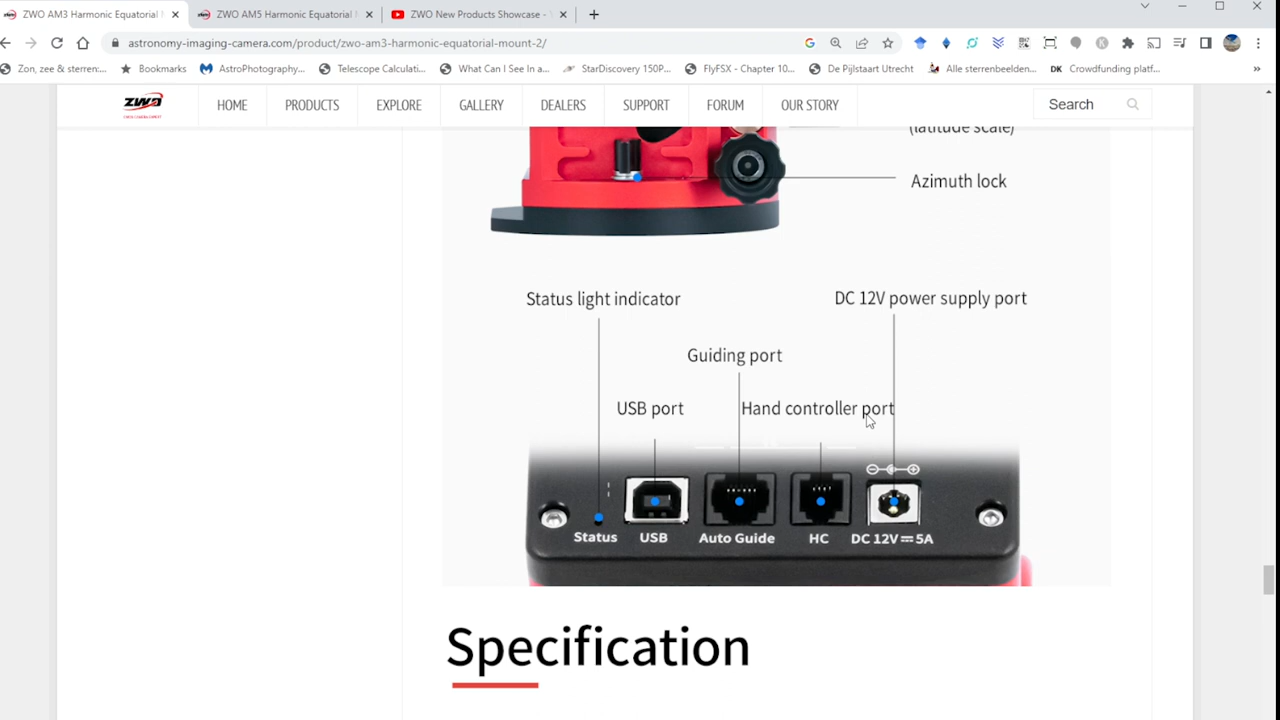 ZWO AM3 Harmonic Equatorial
ZWO AM5 Harmonic Equatorial
ZWO New Products Showcase -
astronomy-imaging-camera.com/product/zwo-am3-harmonic-equatorial-mount-2/
Zon, zee & sterren:...
Bookmarks
AstroPhotography...
Telescope Calculati...
What Can I See In a...
StarDiscovery 150P...
FlyFSX - Chapter 10...
De Pijlstaart Utrecht
Alle sterrenbeelden...
DK Crowdfunding platf...
ZWO
HOME
PRODUCTS
EXPLORE
GALLERY
DEALERS
SUPPORT
FORUM
OUR STORY
Search
(latitude scale)
Azimuth lock
Status light indicator
DC 12V power supply port
Guiding port
USB port
Hand controller port
Status
USB
Auto Guide
HC
DC 12V⎓5A
Specification